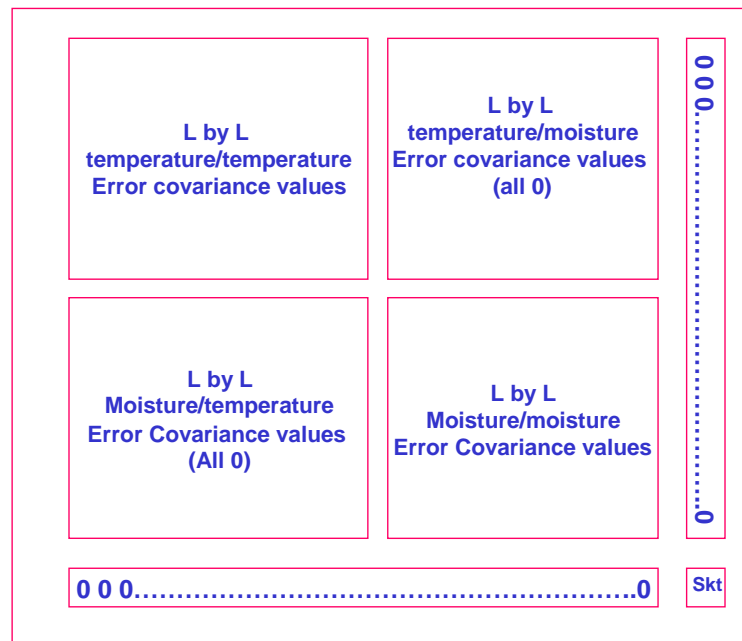 L by L
temperature/temperature
Error covariance values
L by L
temperature/moisture
Error covariance values
(all 0)
0 0 0…………………………………………………..0
L by L
Moisture/temperature
Error Covariance values
(All 0)
L by L
Moisture/moisture
Error Covariance values
0 0 0…………………………………………………..0
Skt